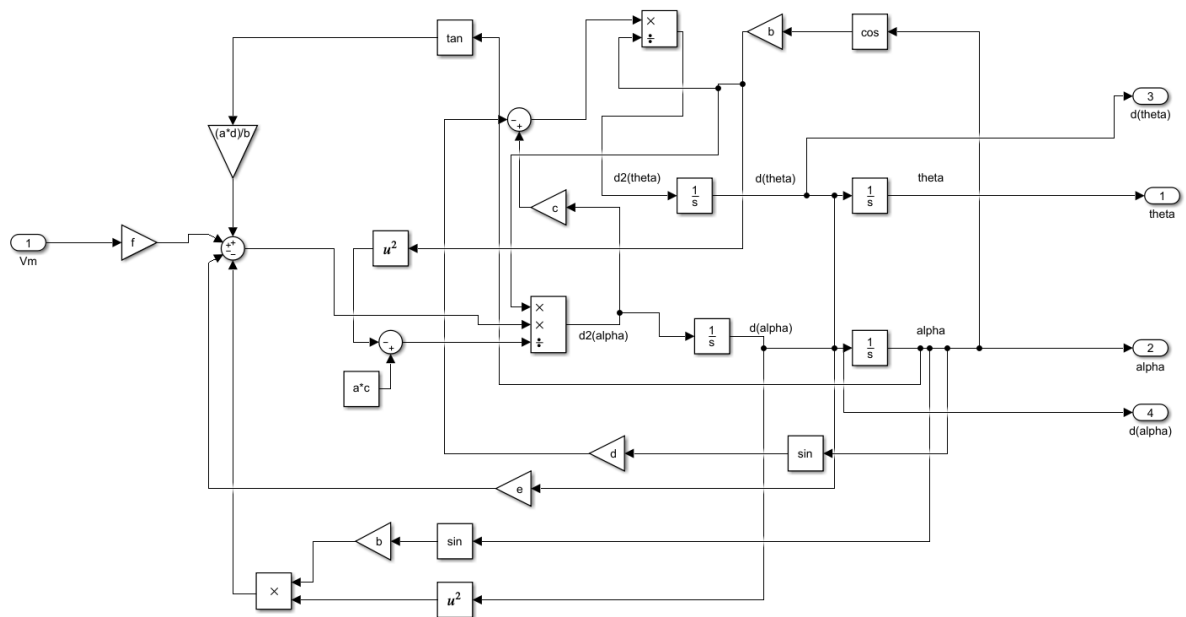 ×
÷
tan
b
cos
3
d(theta)
(a*d)/b
- +
d2(theta)
1
s
d(theta)
1
s
theta
1
theta
c
1
Vm
f
+ + - -
u²
×
×
÷
d2(alpha)
1
s
d(alpha)
1
s
alpha
2
alpha
- +
a*c
4
d(alpha)
d
sin
e
b
sin
×
u²